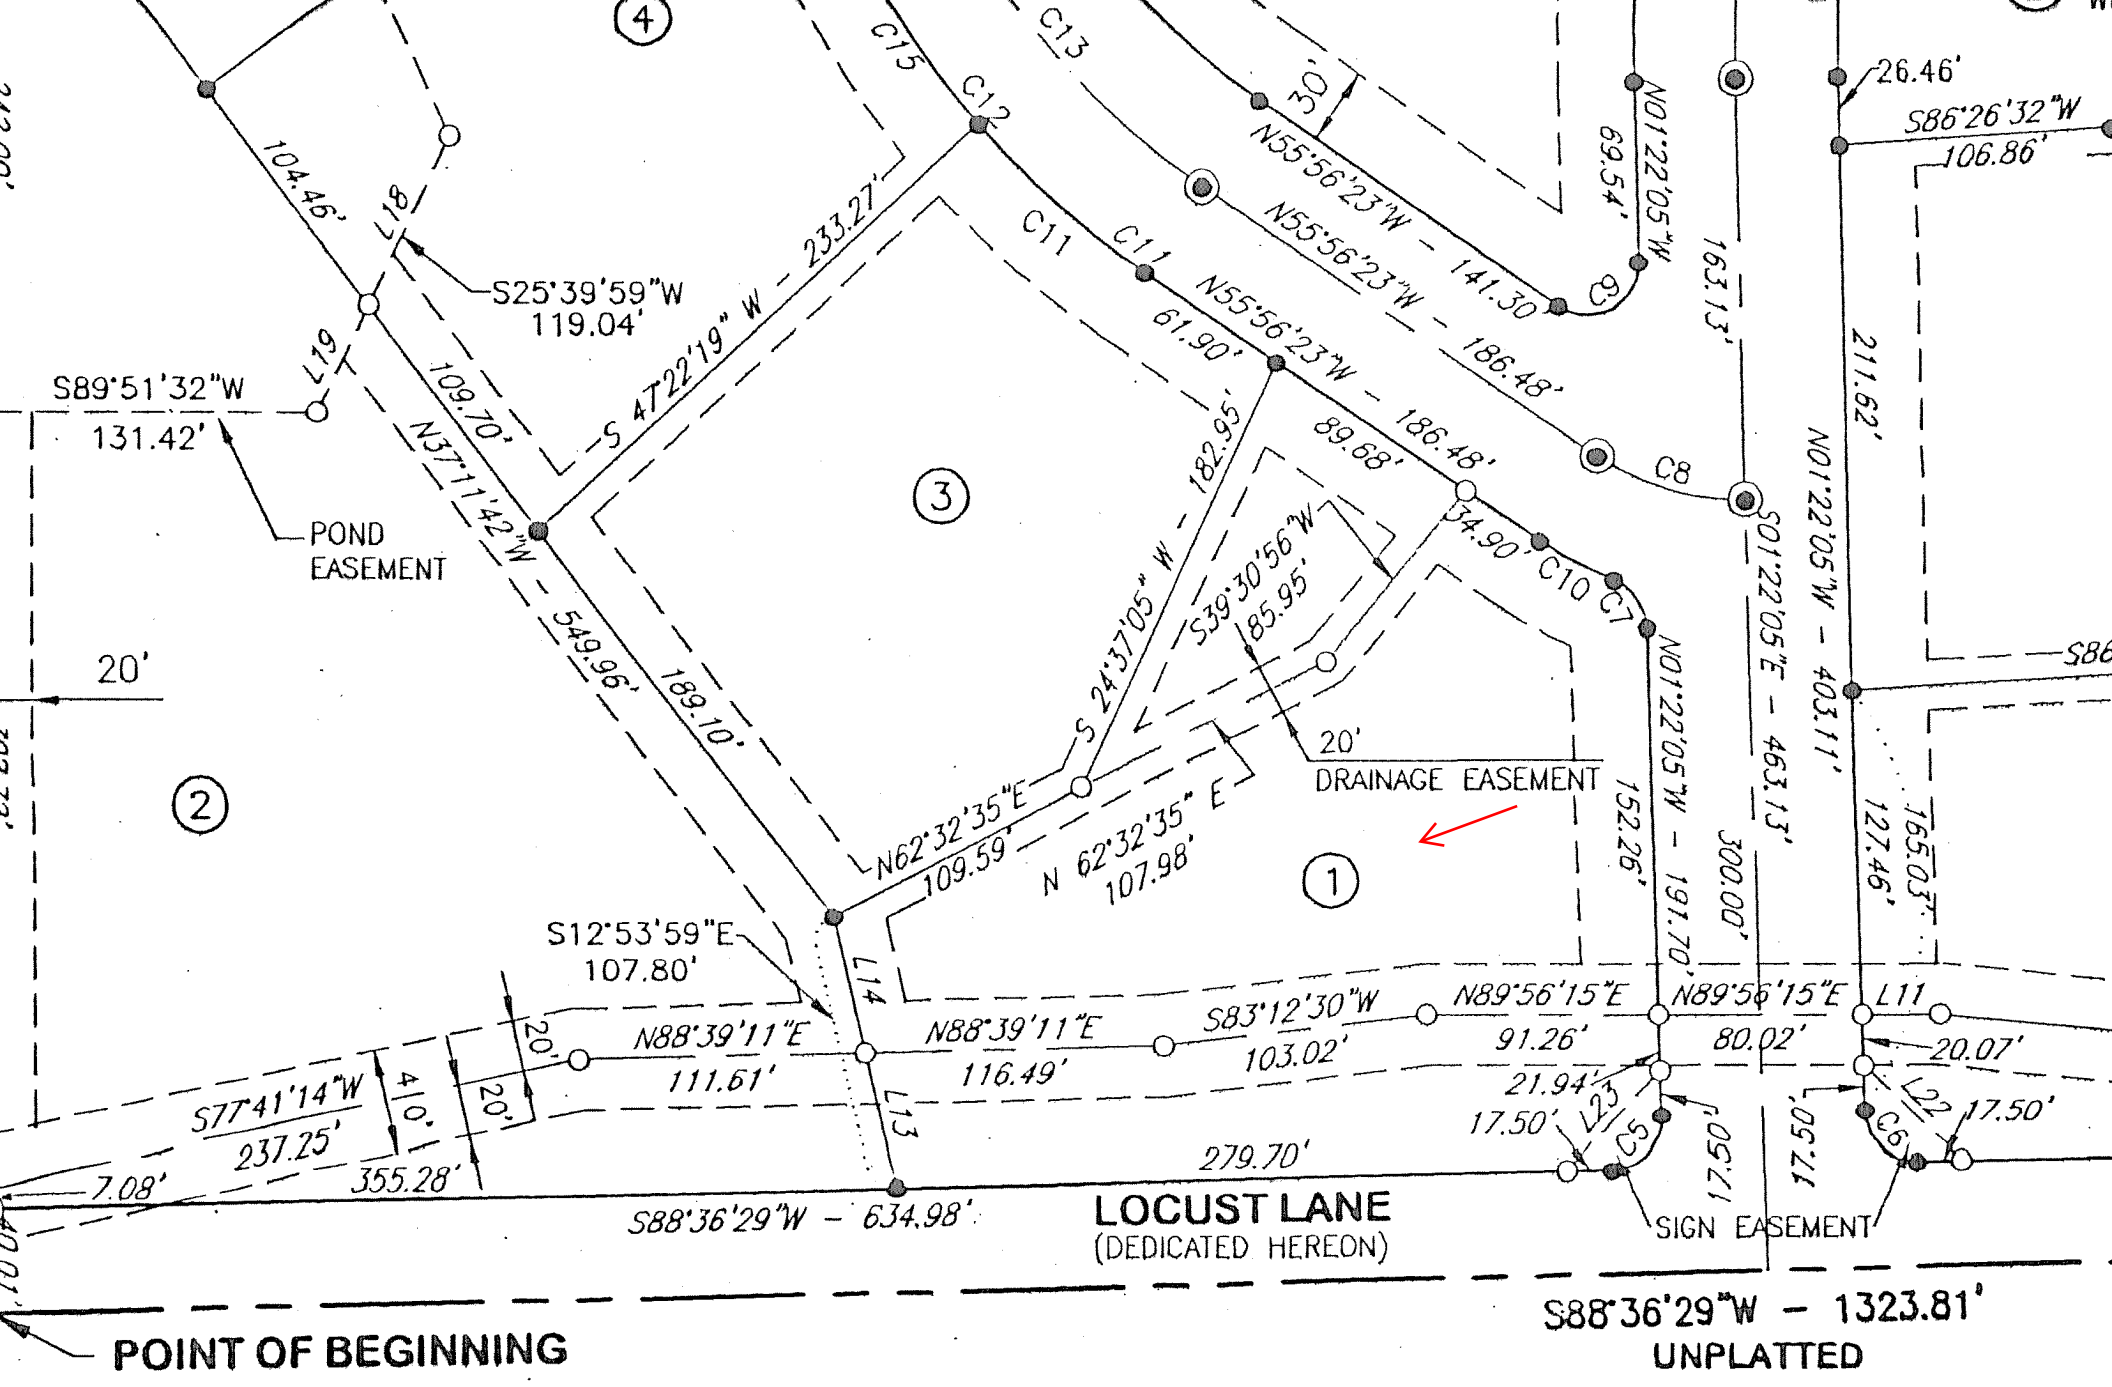 4
C15
C13
C12
30'
26.46'
S86°26'32"W
106.86'
N01°22'05"W
69.54'
N55°56'23"W - 141.30'
104.46'
L18
S25°39'59"W
119.04'
S 47°22'19" W - 233.27'
C11
C11
N55°56'23"W - 186.48'
C9
163.13'
N55°56'23"W - 186.48'
61.90'
89.68'
34.90'
L19
S89°51'32"W
131.42'
109.70'
N37°11'42"W - 549.96'
POND
EASEMENT
3
S 24°37'05" W - 182.95'
C8
211.62'
N01°22'05"W - 403.11'
S01°22'05"E - 463.13'
S39°30'56"W
85.95'
C10
C7
20'
189.10'
2
20'
DRAINAGE EASEMENT
N01°22'05"W - 191.70'
152.26'
S86
N62°32'35"E
109.59'
N 62°32'35" E
107.98'
1
300.00'
127.46'
165.03'
S12°53'59"E
107.80'
L14
20'
20'
N88°39'11"E
111.61'
N88°39'11"E
116.49'
S83°12'30"W
103.02'
N89°56'15"E
91.26'
N89°56'15"E
80.02'
L11
20.07'
21.94'
S77°41'14"W
237.25'
40'
L13
17.50'
L23
C5
17.50'
17.50'
C6
L22
17.50'
7.08'
355.28'
279.70'
S88°36'29"W - 634.98'
LOCUST LANE
(DEDICATED HEREON)
SIGN EASEMENT
40.01'
S88°36'29"W - 1323.81'
UNPLATTED
POINT OF BEGINNING